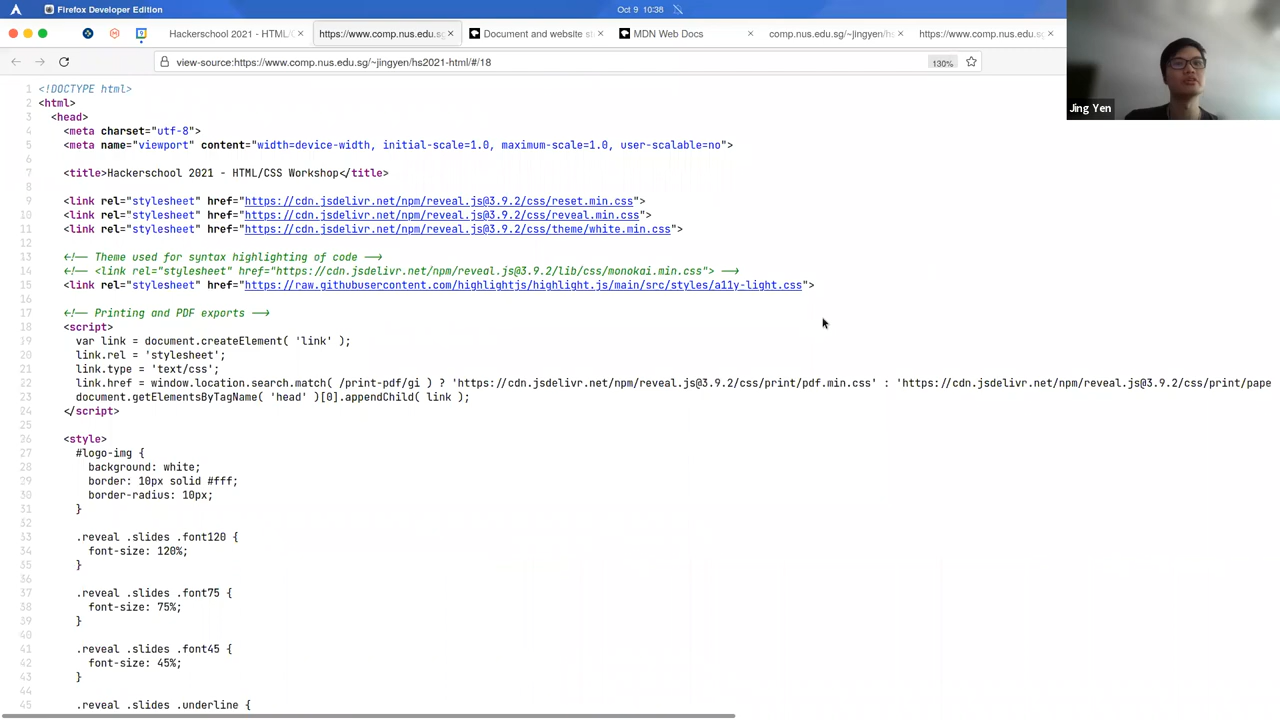 Firefox Developer Edition
Oct 9 10:38
Hackerschool 2021 - HTML/C
https://www.comp.nus.edu.sg
Document and website s
MDN Web Docs
comp.nus.edu.sg/~jingyen/hs
https://www.comp.nus.edu.sg
view-source:https://www.comp.nus.edu.sg/~jingyen/hs2021-html/#/18
130%
Jing Yen
1 <!DOCTYPE html>
2 <html>
3 <head>
4 <meta charset="utf-8">
5 <meta name="viewport" content="width=device-width, initial-scale=1.0, maximum-scale=1.0, user-scalable=no">
6
7 <title>Hackerschool 2021 - HTML/CSS Workshop</title>
8
9 <link rel="stylesheet" href="https://cdn.jsdelivr.net/npm/reveal.js@3.9.2/css/reset.min.css">
10 <link rel="stylesheet" href="https://cdn.jsdelivr.net/npm/reveal.js@3.9.2/css/reveal.min.css">
11 <link rel="stylesheet" href="https://cdn.jsdelivr.net/npm/reveal.js@3.9.2/css/theme/white.min.css">
12
13 <!-- Theme used for syntax highlighting of code -->
14 <!-- <link rel="stylesheet" href="https://cdn.jsdelivr.net/npm/reveal.js@3.9.2/lib/css/monokai.min.css"> -->
15 <link rel="stylesheet" href="https://raw.githubusercontent.com/highlightjs/highlight.js/main/src/styles/a11y-light.css">
16
17 <!-- Printing and PDF exports -->
18 <script>
19 var link = document.createElement( 'link' );
20 link.rel = 'stylesheet';
21 link.type = 'text/css';
22 link.href = window.location.search.match( /print-pdf/gi ) ? 'https://cdn.jsdelivr.net/npm/reveal.js@3.9.2/css/print/pdf.min.css' : 'https://cdn.jsdelivr.net/npm/reveal.js@3.9.2/css/print/pape
23 document.getElementsByTagName( 'head' )[0].appendChild( link );
24 </script>
25
26 <style>
27 #logo-img {
28 background: white;
29 border: 10px solid #fff;
30 border-radius: 10px;
31 }
32
33 .reveal .slides .font120 {
34 font-size: 120%;
35 }
36
37 .reveal .slides .font75 {
38 font-size: 75%;
39 }
40
41 .reveal .slides .font45 {
42 font-size: 45%;
43 }
44
45 .reveal .slides .underline {